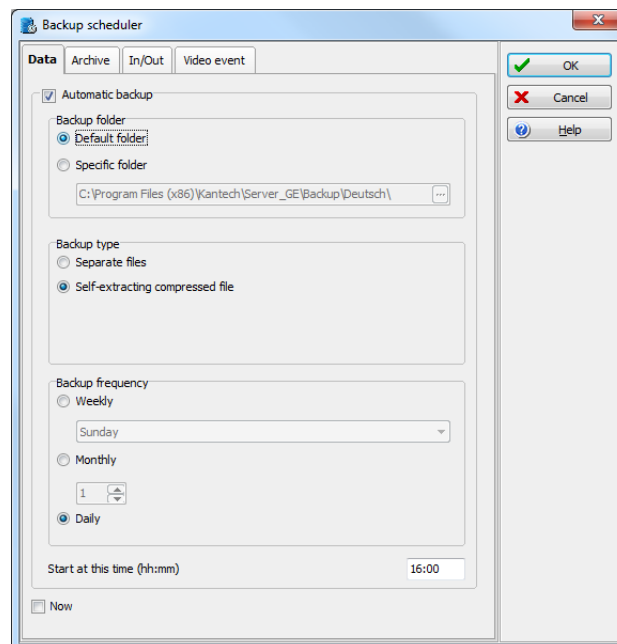 Backup scheduler
Data Archive In/Out Video event
OK
Cancel
Help
Automatic backup
Backup folder
Default folder
Specific folder
C:\Program Files (x86)\Kantech\Server_GE\Backup\Deutsch\ ...
Backup type
Separate files
Self-extracting compressed file
Backup frequency
Weekly
Sunday
Monthly
1
Daily
Start at this time (hh:mm) 16:00
Now